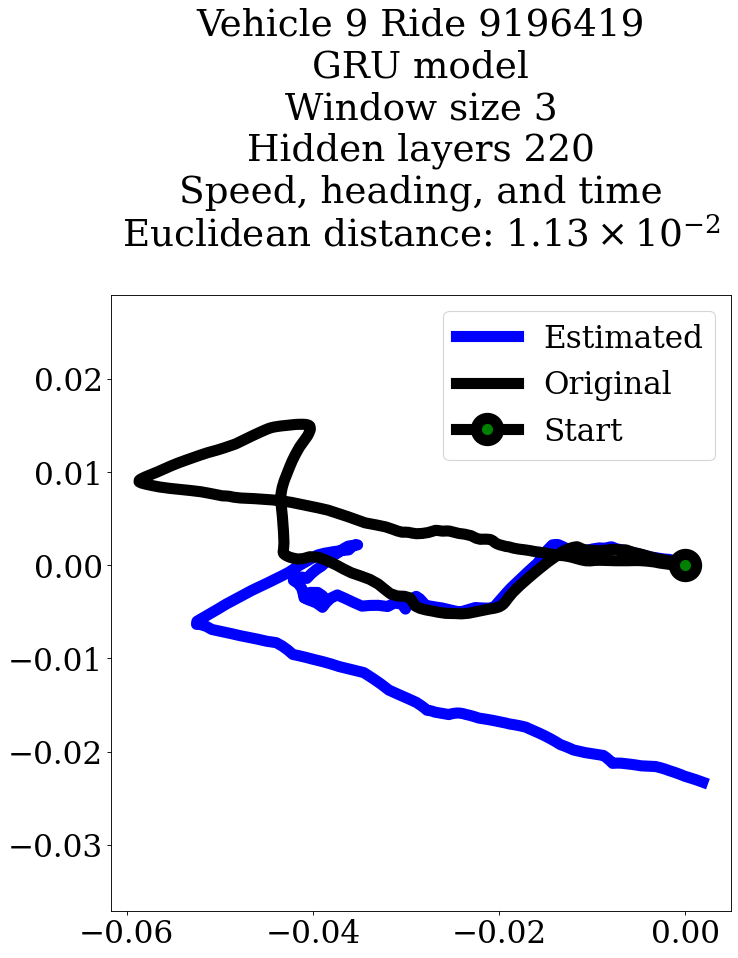 Vehicle 9 Ride 9196419
GRU model
Window size 3
Hidden layers 220
Speed, heading, and time
Euclidean distance: 1.13 × 10⁻²
Estimated
Original
Start
0.02
0.01
0.00
−0.01
−0.02
−0.03
−0.06
−0.04
−0.02
0.00